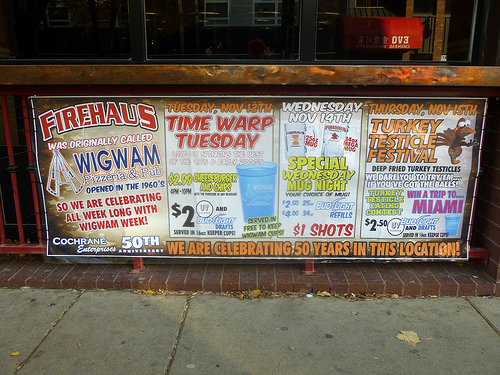 FIREHAUS
WAS ORIGINALLY CALLED
WIGWAM
Pizzeria & Pub
OPENED IN THE 1960'S
SO WE ARE CELEBRATING
ALL WEEK LONG WITH
WIGWAM WEEK!
COCHRANE
Enterprises
50TH
ANNIVERSARY
TUESDAY, NOV 13TH
TIME WARP
TUESDAY
$2.99 CHEESEBURGER
AND CHIPS
4PM-10PM
$2 UV AND
BUD LIGHT
DRAFTS
SERVED IN 16oz KEEPER CUPS!
SERVED IN
FREE TO KEEP
WIGWAM CUPS!
WEDNESDAY,
NOV 14TH
SPECIAL
WEDNESDAY
MUG NIGHT
YOUR CHOICE OF MUG!
$2.50 25oz BUD LIGHT
$4.00 34oz REFILLS
$1 SHOTS
THURSDAY, NOV 15TH
TURKEY
TESTICLE
FESTIVAL
DEEP FRIED TURKEY TESTICLES
WE DARE YOU TO TRY EM.....
IF YOU'VE GOT THE BALLS!
TURKEY
TESTICLE
EATING
CONTEST
WIN A TRIP TO...
MIAMI
$2.50 UV BUD LIGHT
AND DRAFTS
SERVED IN 16oz KEEPER CUPS
WE ARE CELEBRATING 50 YEARS IN THIS LOCATION!